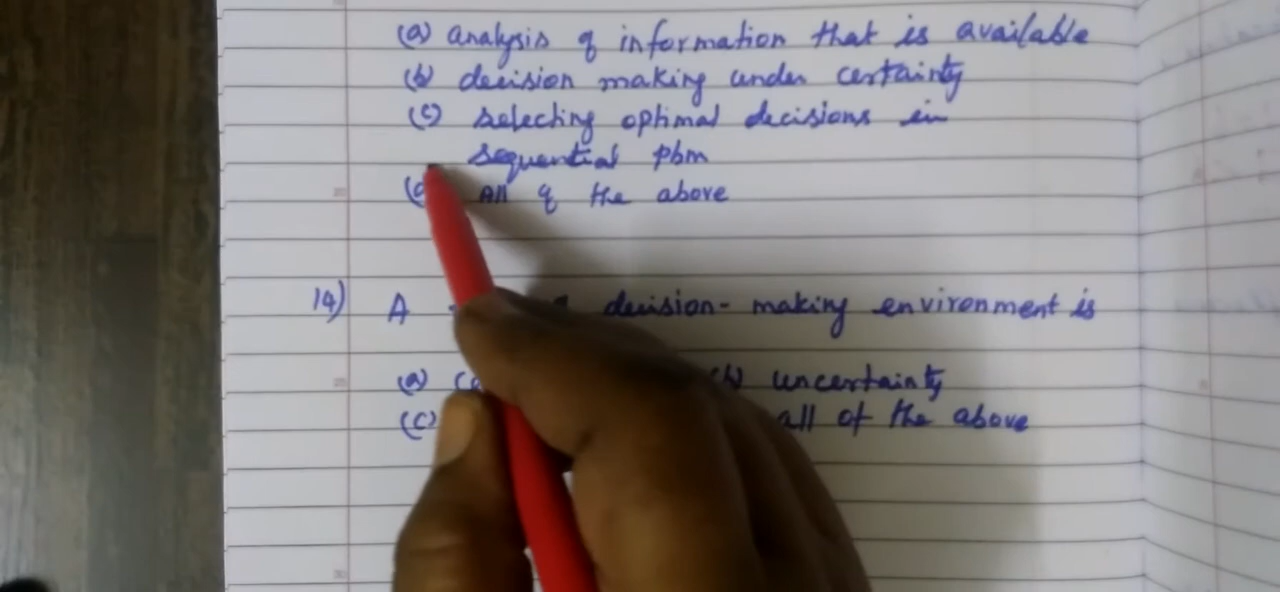 (a) analysis of information that is available
(b) decision making under certainty
(c) selecting optimal decisions in
sequential pbm
All of the above
14) A decision-making environment is
(a) (b) uncertainty
(c) all of the above